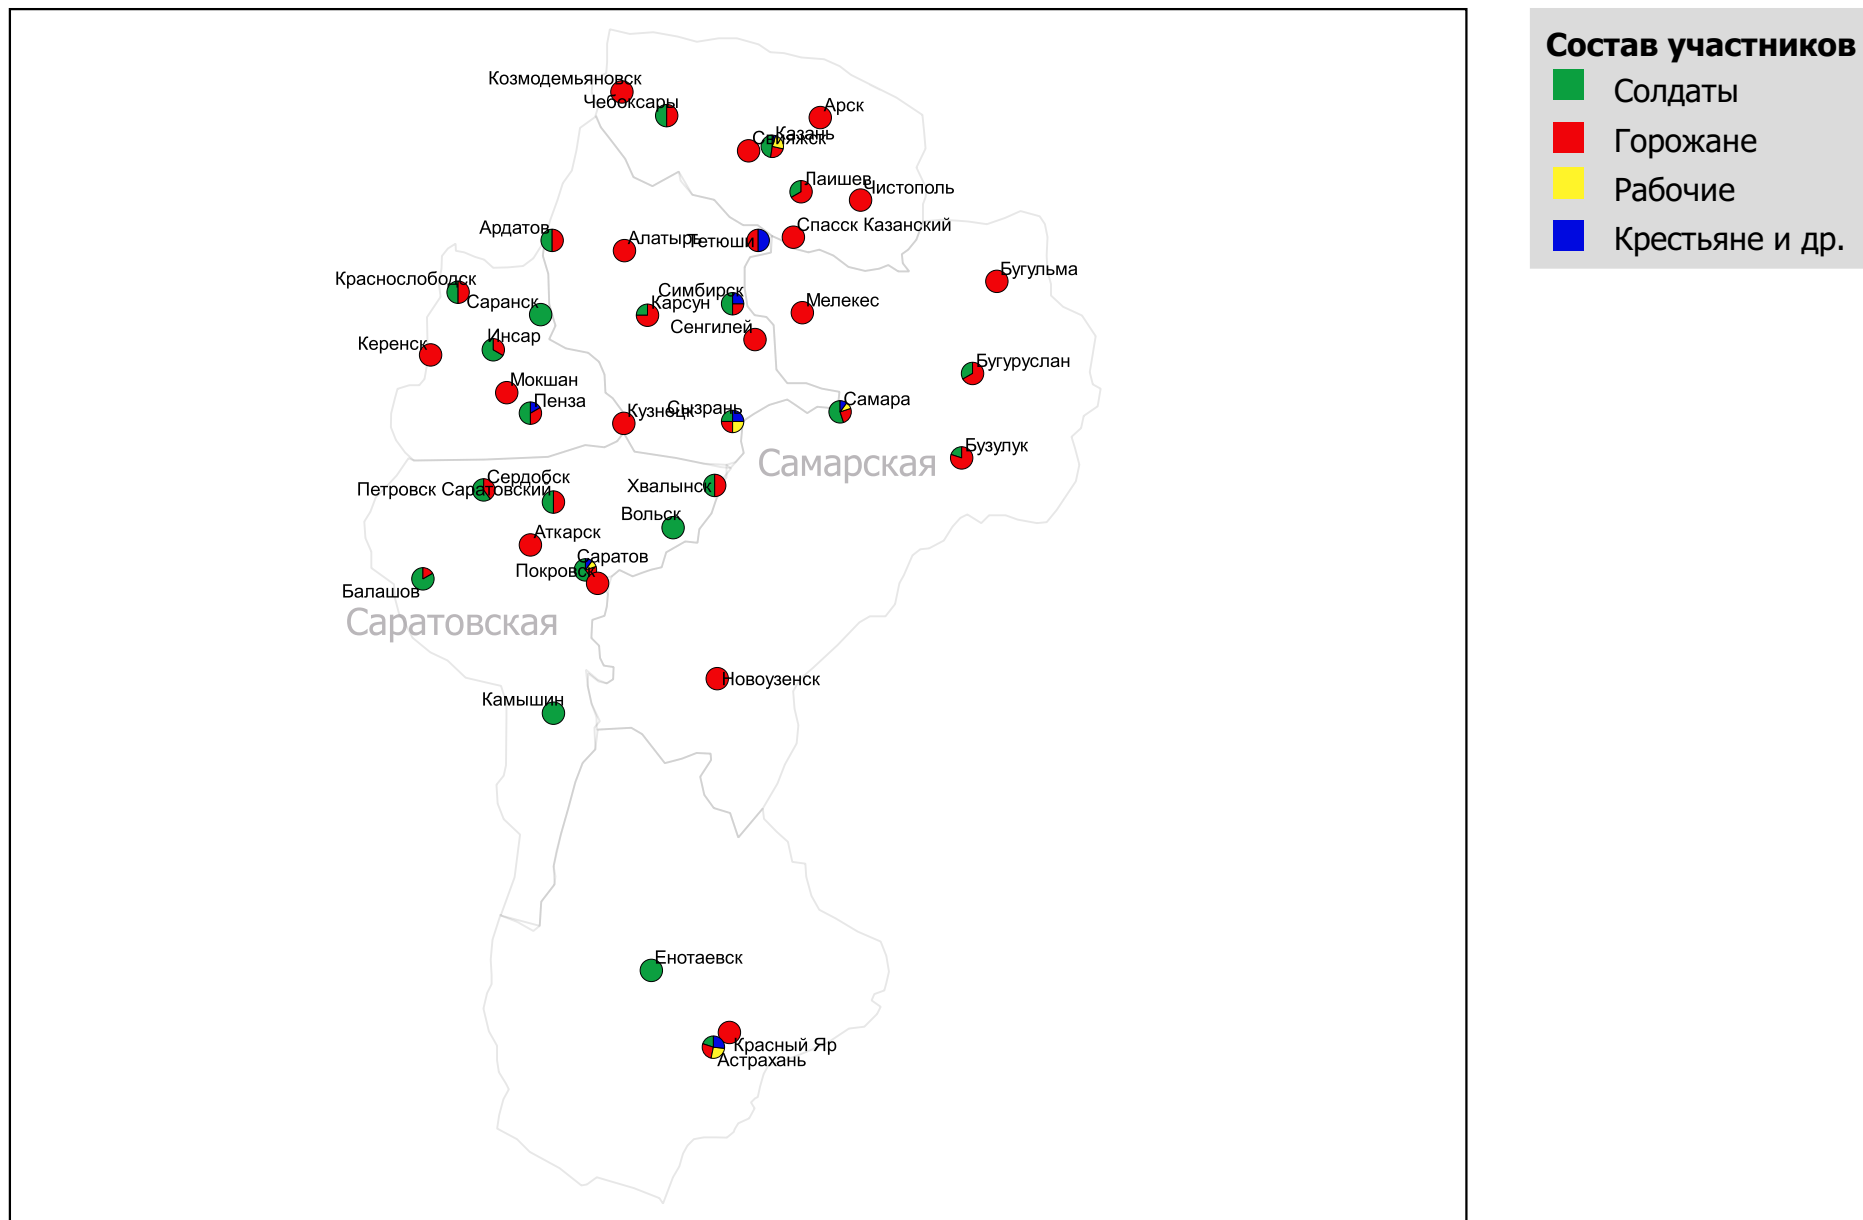 Состав участников
Солдаты
Горожане
Рабочие
Крестьяне и др.
Козмодемьяновск
Чебоксары
Арск
Казань
Свияжск
Лаишев
Чистополь
Спасск Казанский
Ардатов
Алатырь
Тетюши
Бугульма
Краснослободск
Саранск
Симбирск
Карсун
Мелекес
Сенгилей
Инсар
Керенск
Бугуруслан
Мокшан
Пенза
Кузнецк
Сызрань
Самара
Бузулук
Самарская
Сердобск
Петровск Саратовский
Хвалынск
Вольск
Аткарск
Саратов
Покровск
Балашов
Саратовская
Новоузенск
Камышин
Енотаевск
Красный Яр
Астрахань